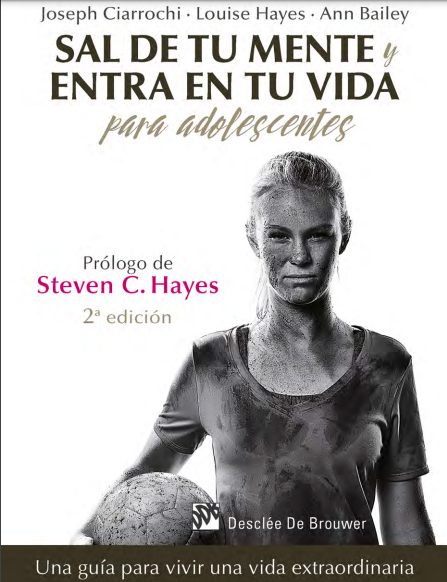 Joseph Ciarrochi · Louise Hayes · Ann Bailey
SAL DE TU MENTE y
ENTRA EN TU VIDA
para adolescentes
Prólogo de
Steven C. Hayes
2ª edición
DDB
Desclée De Brouwer
Una guía para vivir una vida extraordinaria